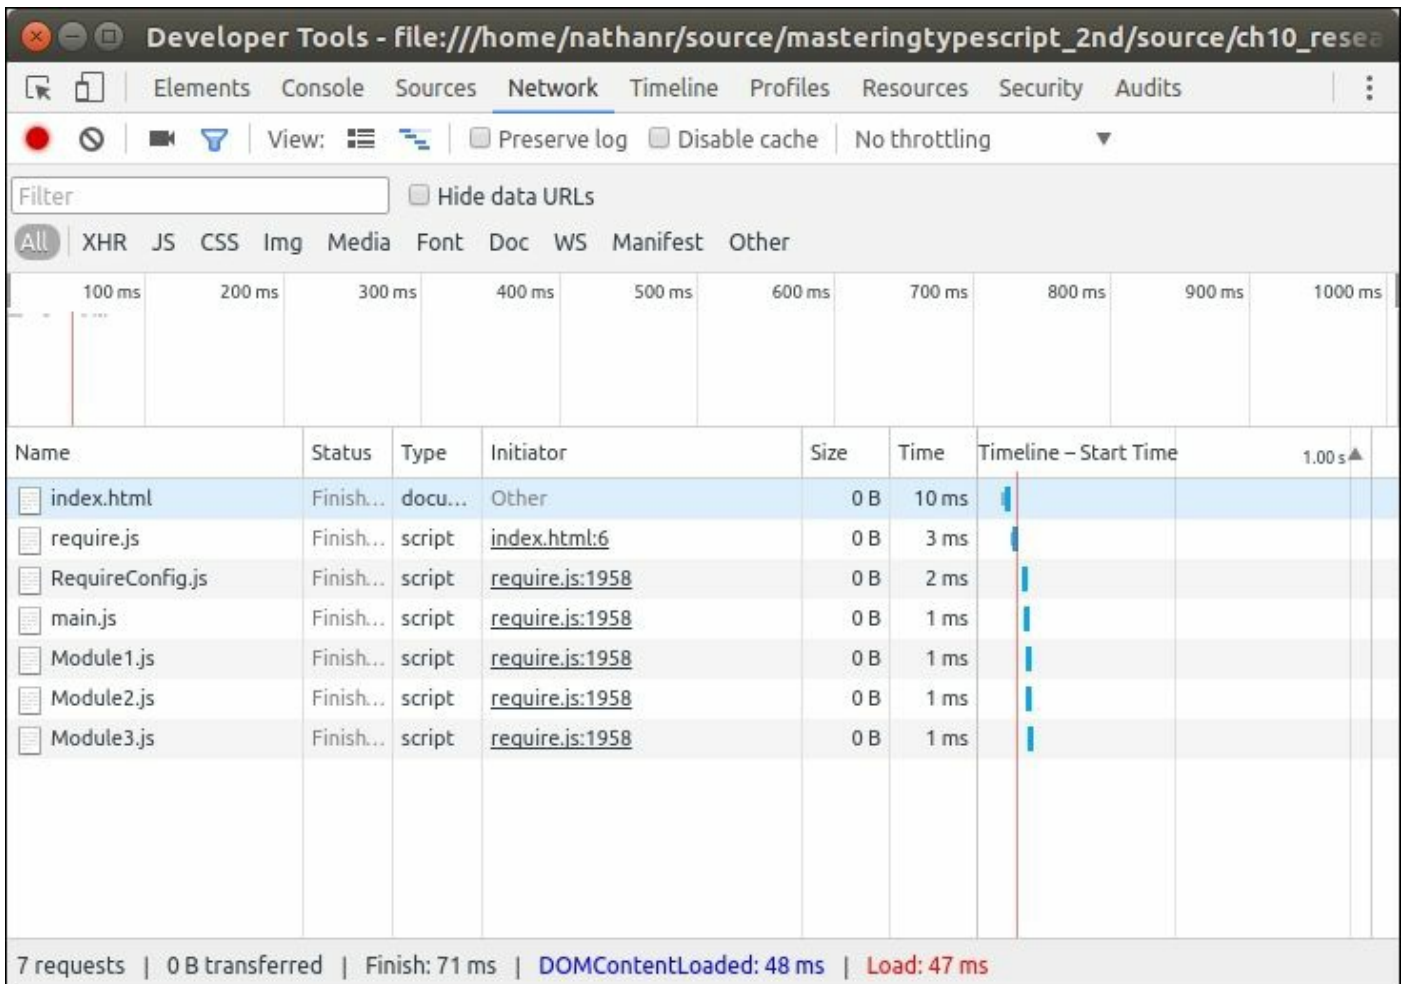 Developer Tools - file:///home/nathanr/source/masteringtypescript_2nd/source/ch10_resea
Elements Console Sources Network Timeline Profiles Resources Security Audits
View: Preserve log Disable cache No throttling
Filter Hide data URLs
All XHR JS CSS Img Media Font Doc WS Manifest Other
100 ms 200 ms 300 ms 400 ms 500 ms 600 ms 700 ms 800 ms 900 ms 1000 ms
Name Status Type Initiator Size Time Timeline – Start Time 1.00 s
index.html Finish... docu... Other 0 B 10 ms
require.js Finish... script index.html:6 0 B 3 ms
RequireConfig.js Finish... script require.js:1958 0 B 2 ms
main.js Finish... script require.js:1958 0 B 1 ms
Module1.js Finish... script require.js:1958 0 B 1 ms
Module2.js Finish... script require.js:1958 0 B 1 ms
Module3.js Finish... script require.js:1958 0 B 1 ms
7 requests | 0 B transferred | Finish: 71 ms | DOMContentLoaded: 48 ms | Load: 47 ms